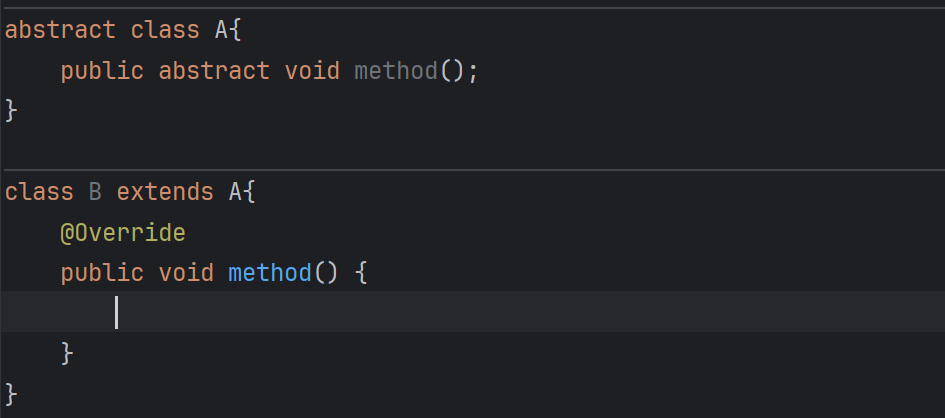 abstract class A{
    public abstract void method();
}
class B extends A{
    @Override
    public void method() {
    }
}